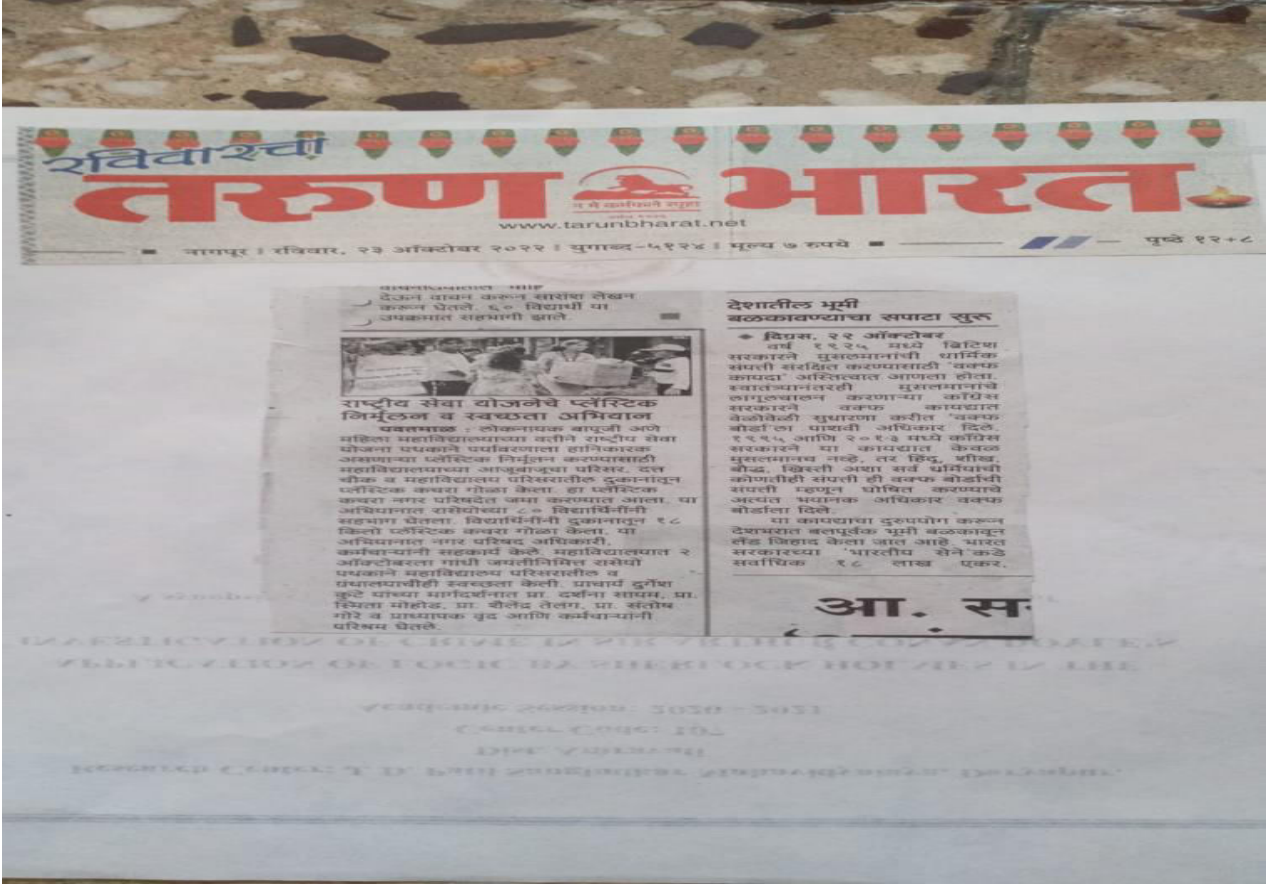 रविवारचा
तरुण भारत
www.tarunbharat.net
नागपूर । रविवार, २३ ऑक्टोबर २०२२ । युगाब्द-५१२४ । मूल्य ७ रुपये
पृष्ठे १२+८
देऊन वाचन करून सारांश लेखन
करून घेतले. ६० विद्यार्थी या
उपक्रमात सहभागी झाले.
राष्ट्रीय सेवा योजनेचे प्लॅस्टिक
निर्मूलन व स्वच्छता अभियान
यवतमाळ : लोकनायक बापूजी अणे
महिला महाविद्यालयाच्या वतीने राष्ट्रीय सेवा
योजना पथकाने पर्यावरणाला हानिकारक
असणाऱ्या प्लॅस्टिक निर्मूलन करण्यासाठी
महाविद्यालयाच्या आजूबाजूचा परिसर, दत्त
चौक व महाविद्यालय परिसरातील दुकानांतून
प्लॅस्टिक कचरा गोळा केला. हा प्लॅस्टिक
कचरा नगर परिषदेत जमा करण्यात आला. या
अभियानात रासेयोच्या ८० विद्यार्थिनींनी
सहभाग घेतला. विद्यार्थिनींनी दुकानातून १८
किलो प्लॅस्टिक कचरा गोळा केला. या
अभियानात नगर परिषद अधिकारी,
कर्मचाऱ्यांनी सहकार्य केले. महाविद्यालयात २
ऑक्टोबरला गांधी जयंतीनिमित्त रासेयो
पथकाने महाविद्यालय परिसरातील व
ग्रंथालयाचीही स्वच्छता केली. प्राचार्य दुर्गेश
कुंटे यांच्या मार्गदर्शनात प्रा. दर्शना सायम, प्रा.
स्मिता मोहोड, प्रा. शैलेंद्र तेलंग, प्रा. संतोष
गोरे व प्राध्यापक वृंद आणि कर्मचाऱ्यांनी
परिश्रम घेतले.
देशातील भूमी
बळकावण्याचा सपाटा सुरू
दिग्रस, २२ ऑक्टोबर
वर्ष १९२५ मध्ये ब्रिटिश
सरकारने मुसलमानांची धार्मिक
संपत्ती संरक्षित करण्यासाठी 'वक्फ
कायदा' अस्तित्वात आणला होता.
स्वातंत्र्यानंतरही मुसलमानांचे
लांगूलचालन करणाऱ्या काँग्रेस
सरकारने वक्फ कायद्यात
वेळोवेळी सुधारणा करीत 'वक्फ
बोर्डा'ला पाशवी अधिकार दिले.
१९९५ आणि २०१३ मध्ये काँग्रेस
सरकारने या कायद्यात केवळ
मुसलमानच नव्हे, तर हिंदू, शीख,
बौद्ध, ख्रिस्ती अशा सर्व धर्मियांची
कोणतीही संपत्ती ही वक्फ बोर्डाची
संपत्ती म्हणून घोषित करण्याचे
अत्यंत भयानक अधिकार वक्फ
बोर्डाला दिले.
या कायद्याचा दुरुपयोग करून
देशभरात बलपूर्वक भूमी बळकावून
लँड जिहाद केला जात आहे. भारत
सरकारच्या 'भारतीय सेने'कडे
सर्वाधिक १८ लाख एकर,
आ. स